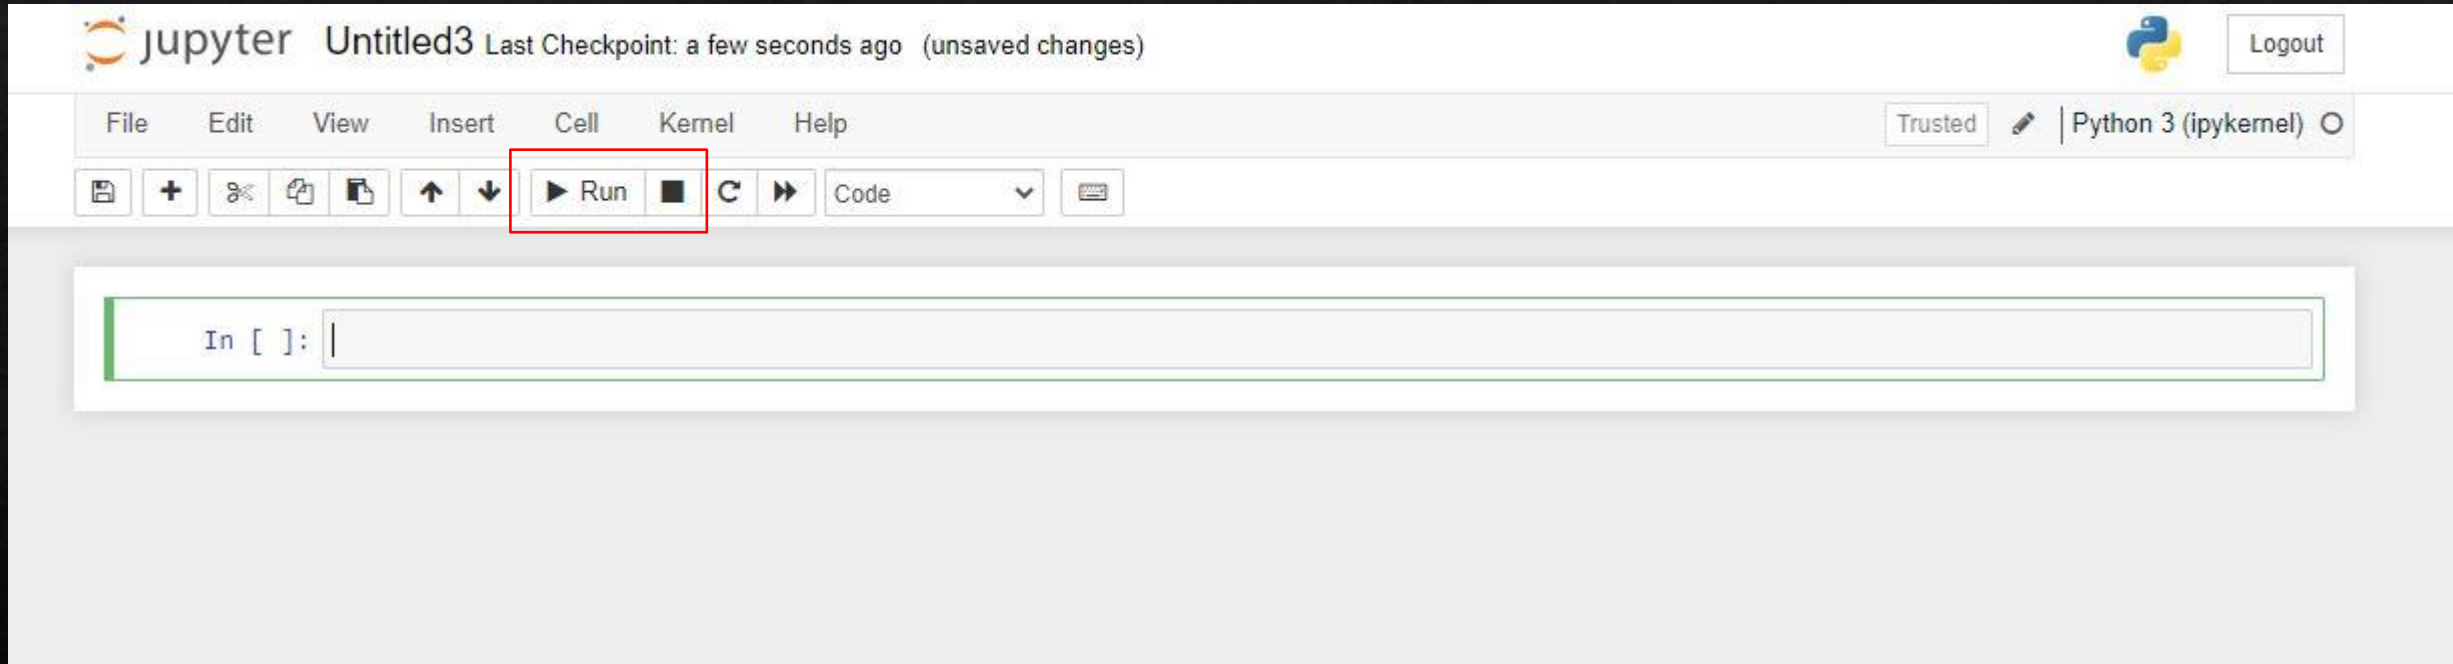 jupyter Untitled3 Last Checkpoint: a few seconds ago (unsaved changes) Logout
File Edit View Insert Cell Kernel Help Trusted Python 3 (ipykernel)
Run Code
In [ ]: